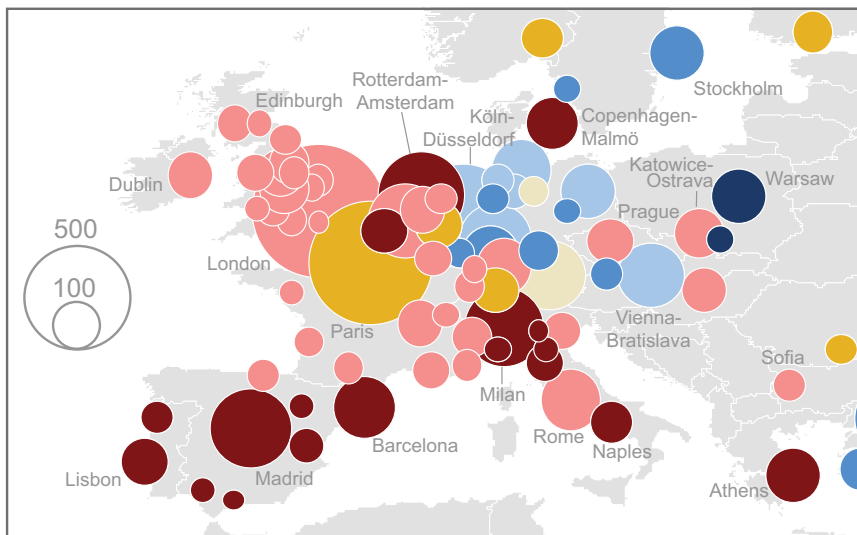 Stockholm
Rotterdam-
Amsterdam
Edinburgh
Köln-
Düsseldorf
Copenhagen-
Malmö
Katowice-
Ostrava
Warsaw
Dublin
Prague
500
London
100
Paris
Vienna-
Bratislava
Sofia
Milan
Rome
Barcelona
Naples
Lisbon
Madrid
Athens